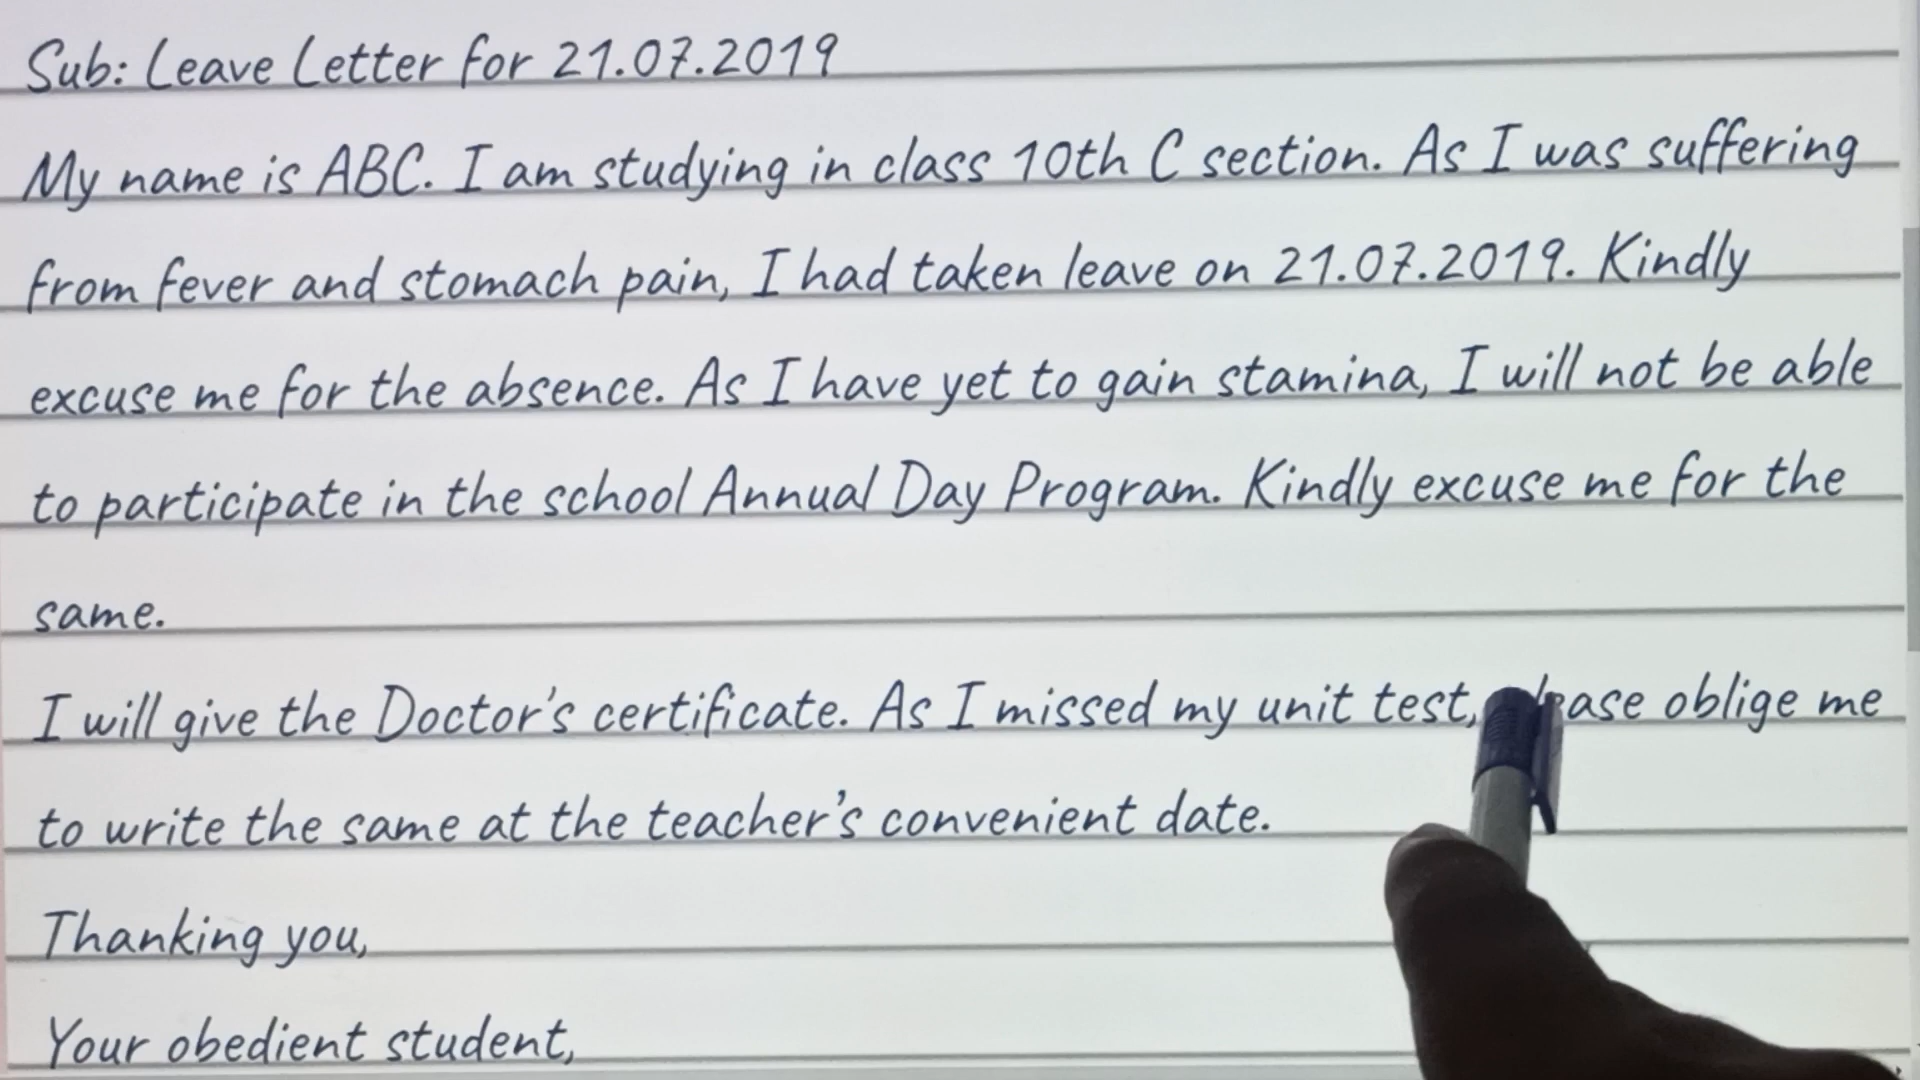 Sub: Leave Letter for 21.07.2019
My name is ABC. I am studying in class 10th C section. As I was suffering
from fever and stomach pain, I had taken leave on 21.07.2019. Kindly
excuse me for the absence. As I have yet to gain stamina, I will not be able
to participate in the school Annual Day Program. Kindly excuse me for the
same.
I will give the Doctor's certificate. As I missed my unit test, oblige me
to write the same at the teacher's convenient date.
Thanking you,
Your obedient student,